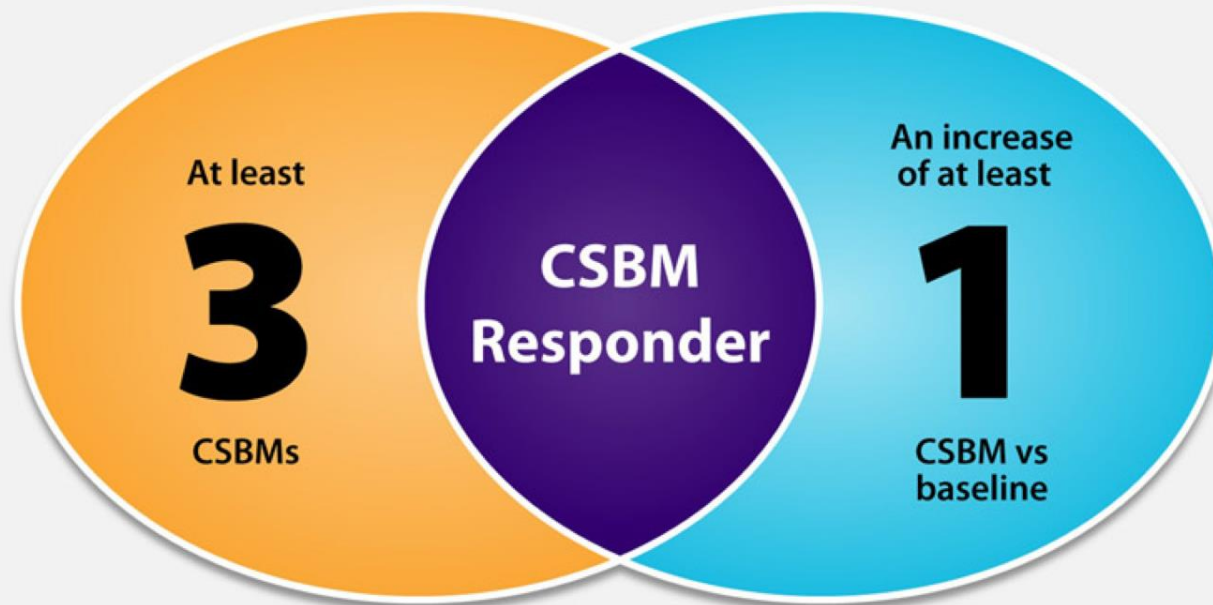 At least
3
CSBMs
CSBM
Responder
An increase
of at least
1
CSBM vs
baseline